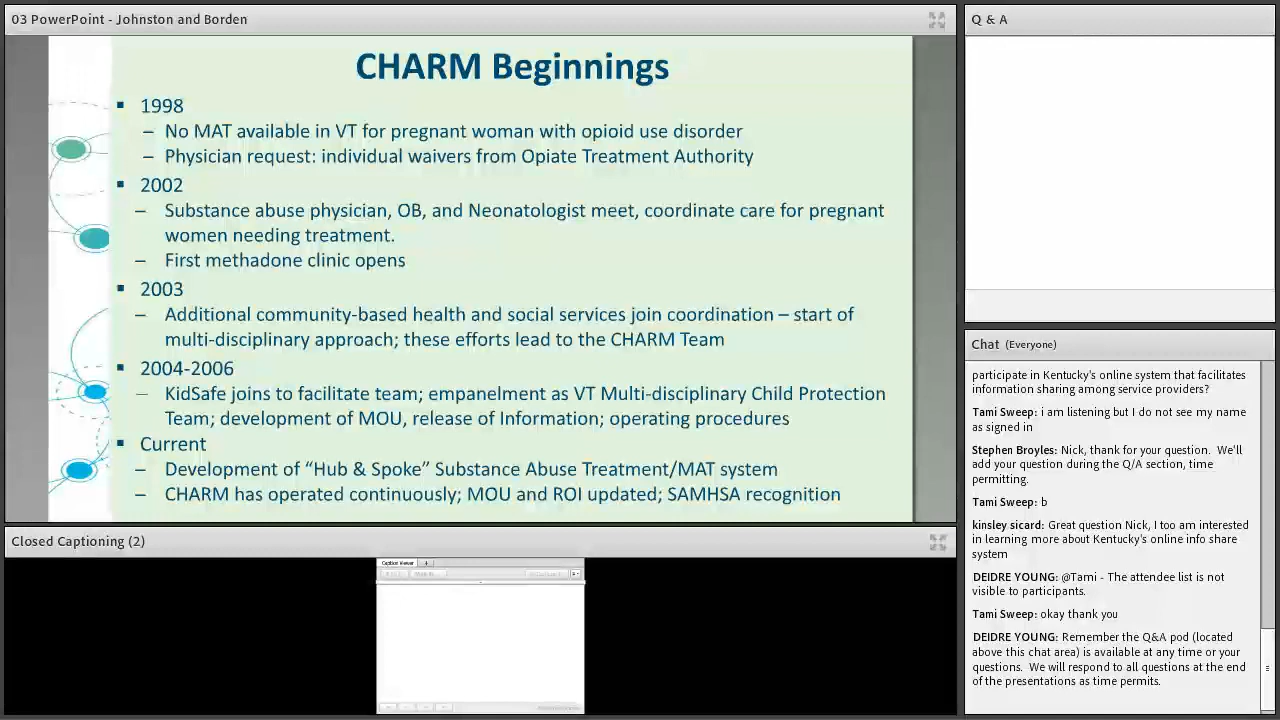 03 PowerPoint - Johnston and Borden
CHARM Beginnings
▪ 1998
– No MAT available in VT for pregnant woman with opioid use disorder
– Physician request: individual waivers from Opiate Treatment Authority
▪ 2002
– Substance abuse physician, OB, and Neonatologist meet, coordinate care for pregnant
women needing treatment.
– First methadone clinic opens
▪ 2003
– Additional community-based health and social services join coordination – start of
multi-disciplinary approach; these efforts lead to the CHARM Team
▪ 2004-2006
– KidSafe joins to facilitate team; empanelment as VT Multi-disciplinary Child Protection
Team; development of MOU, release of Information; operating procedures
▪ Current
– Development of “Hub & Spoke” Substance Abuse Treatment/MAT system
– CHARM has operated continuously; MOU and ROI updated; SAMHSA recognition
Closed Captioning (2)
Caption Viewer
Q & A
Chat (Everyone)
participate in Kentucky's online system that facilitates
information sharing among service providers?
Tami Sweep: i am listening but I do not see my name
as signed in
Stephen Broyles: Nick, thank for your question. We'll
add your question during the Q/A section, time
permitting.
Tami Sweep: b
kinsley sicard: Great question Nick, I too am interested
in learning more about Kentucky's online info share
system
DEIDRE YOUNG: @Tami - The attendee list is not
visible to participants.
Tami Sweep: okay thank you
DEIDRE YOUNG: Remember the Q&A pod (located
above this chat area) is available at any time or your
questions. We will respond to all questions at the end
of the presentations as time permits.